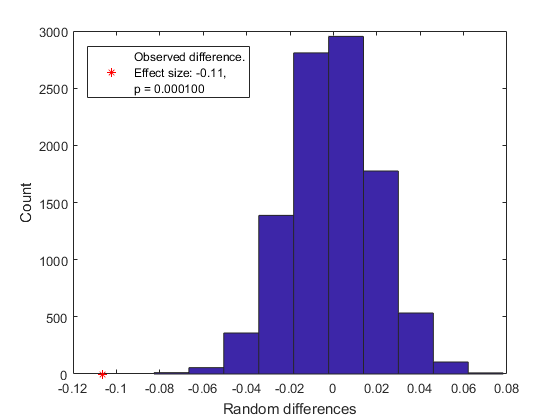 3000
2500
2000
1500
1000
500
0
Count
Observed difference.
Effect size: -0.11,
p = 0.000100
-0.12 -0.1 -0.08 -0.06 -0.04 -0.02 0 0.02 0.04 0.06 0.08
Random differences